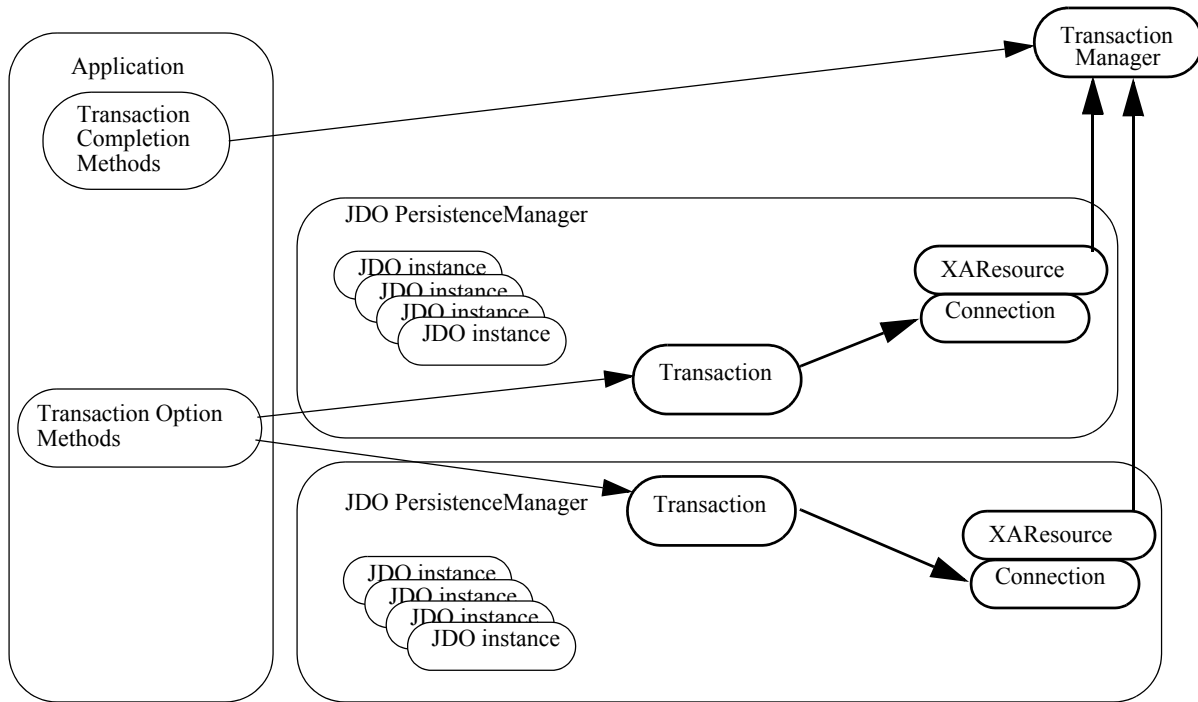 Transaction
Manager
Application
Transaction
Completion
Methods
JDO PersistenceManager
JDO instance
JDO instance
JDO instance
JDO instance
XAResource
Connection
Transaction
Transaction Option
Methods
JDO PersistenceManager
Transaction
XAResource
Connection
JDO instance
JDO instance
JDO instance
JDO instance